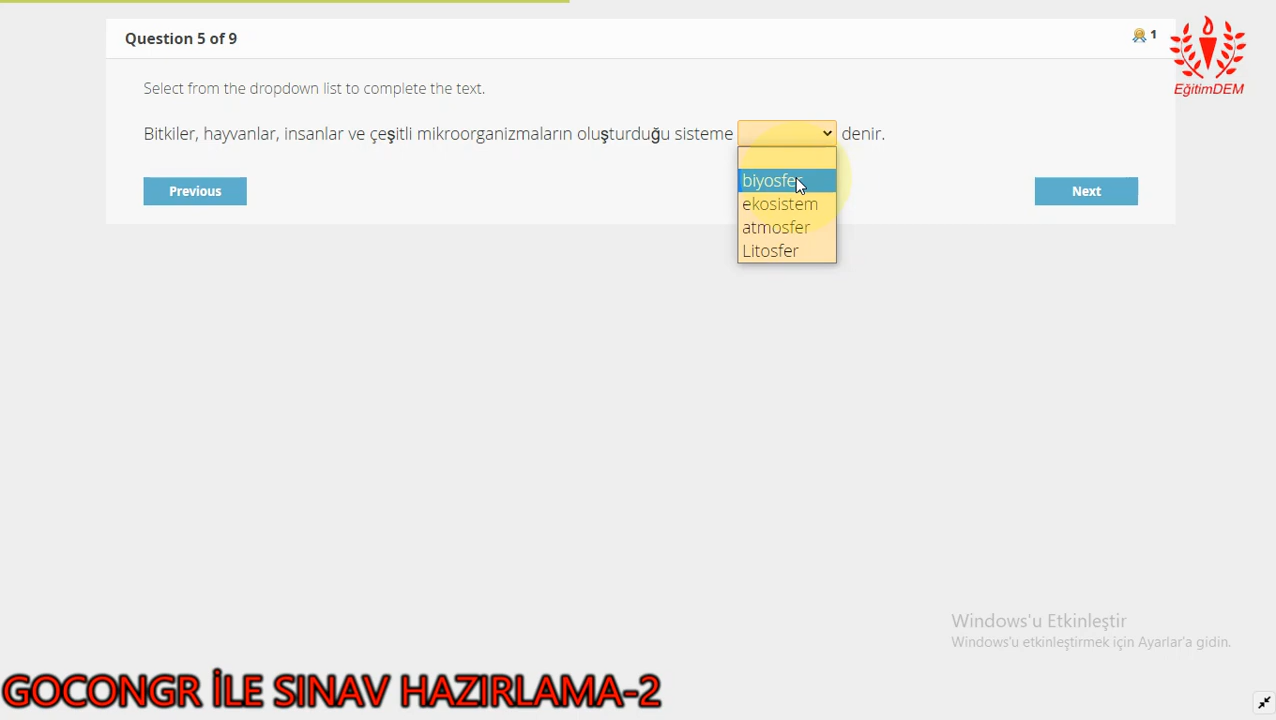 Question 5 of 9
1
EğitimDEM
Select from the dropdown list to complete the text.
Bitkiler, hayvanlar, insanlar ve çeşitli mikroorganizmaların oluşturduğu sisteme denir.
biyosfer
ekosistem
atmosfer
Litosfer
Previous
Next
Windows'u Etkinleştir
Windows'u etkinleştirmek için Ayarlar'a gidin.
GOCONGR İLE SINAV HAZIRLAMA-2